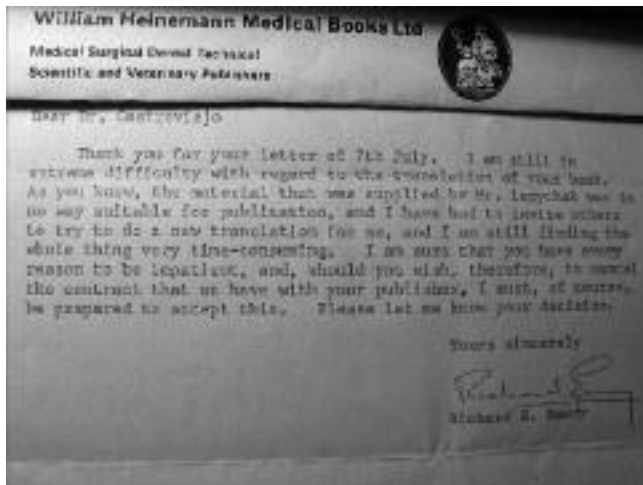 William Heinemann Medical Books Ltd
Medical Surgical Dental Technical
Scientific and Veterinary Publishers
Dear Dr. Castroviejo
Thank you for your letter of 7th July. I am still in
extreme difficulty with regard to the translation of your book.
As you know, the material that was supplied by Mr. was in
no way suitable for publication, and I have had to invite others
to try to do a new translation for me, and I am still finding the
whole thing very time-consuming. I am sure that you have every
reason to be impatient, and, should you wish, therefore, to cancel
the contract that we have with your publisher, I must, of course,
be prepared to accept this. Please let me know your decision.
Yours sincerely
Richard